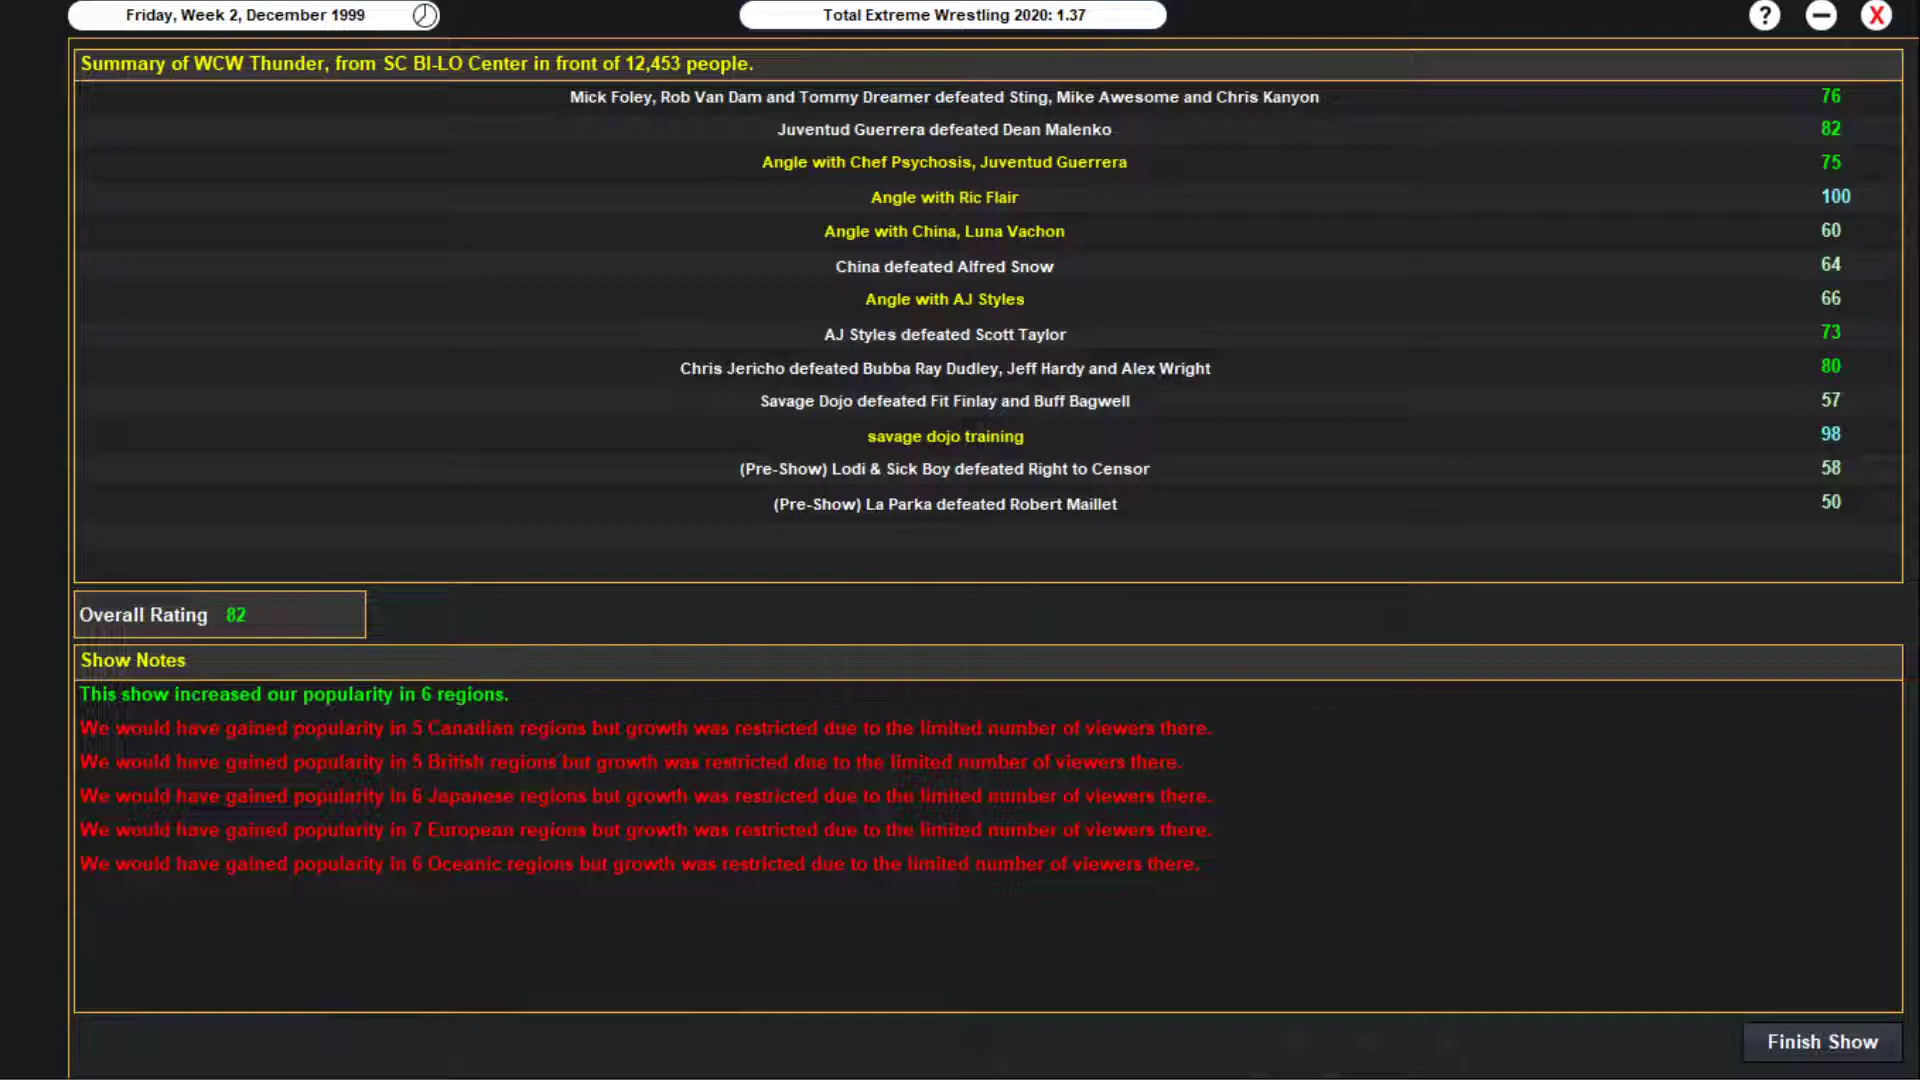 Friday, Week 2, December 1999
Total Extreme Wrestling 2020: 1.37
?
X
Summary of WCW Thunder, from SC BI-LO Center in front of 12,453 people.
Mick Foley, Rob Van Dam and Tommy Dreamer defeated Sting, Mike Awesome and Chris Kanyon 76
Juventud Guerrera defeated Dean Malenko 82
Angle with Chef Psychosis, Juventud Guerrera 75
Angle with Ric Flair 100
Angle with China, Luna Vachon 60
China defeated Alfred Snow 64
Angle with AJ Styles 66
AJ Styles defeated Scott Taylor 73
Chris Jericho defeated Bubba Ray Dudley, Jeff Hardy and Alex Wright 80
Savage Dojo defeated Fit Finlay and Buff Bagwell 57
savage dojo training 98
(Pre-Show) Lodi & Sick Boy defeated Right to Censor 58
(Pre-Show) La Parka defeated Robert Maillet 50
Overall Rating 82
Show Notes
This show increased our popularity in 6 regions.
We would have gained popularity in 5 Canadian regions but growth was restricted due to the limited number of viewers there.
We would have gained popularity in 5 British regions but growth was restricted due to the limited number of viewers there.
We would have gained popularity in 6 Japanese regions but growth was restricted due to the limited number of viewers there.
We would have gained popularity in 7 European regions but growth was restricted due to the limited number of viewers there.
We would have gained popularity in 6 Oceanic regions but growth was restricted due to the limited number of viewers there.
Finish Show